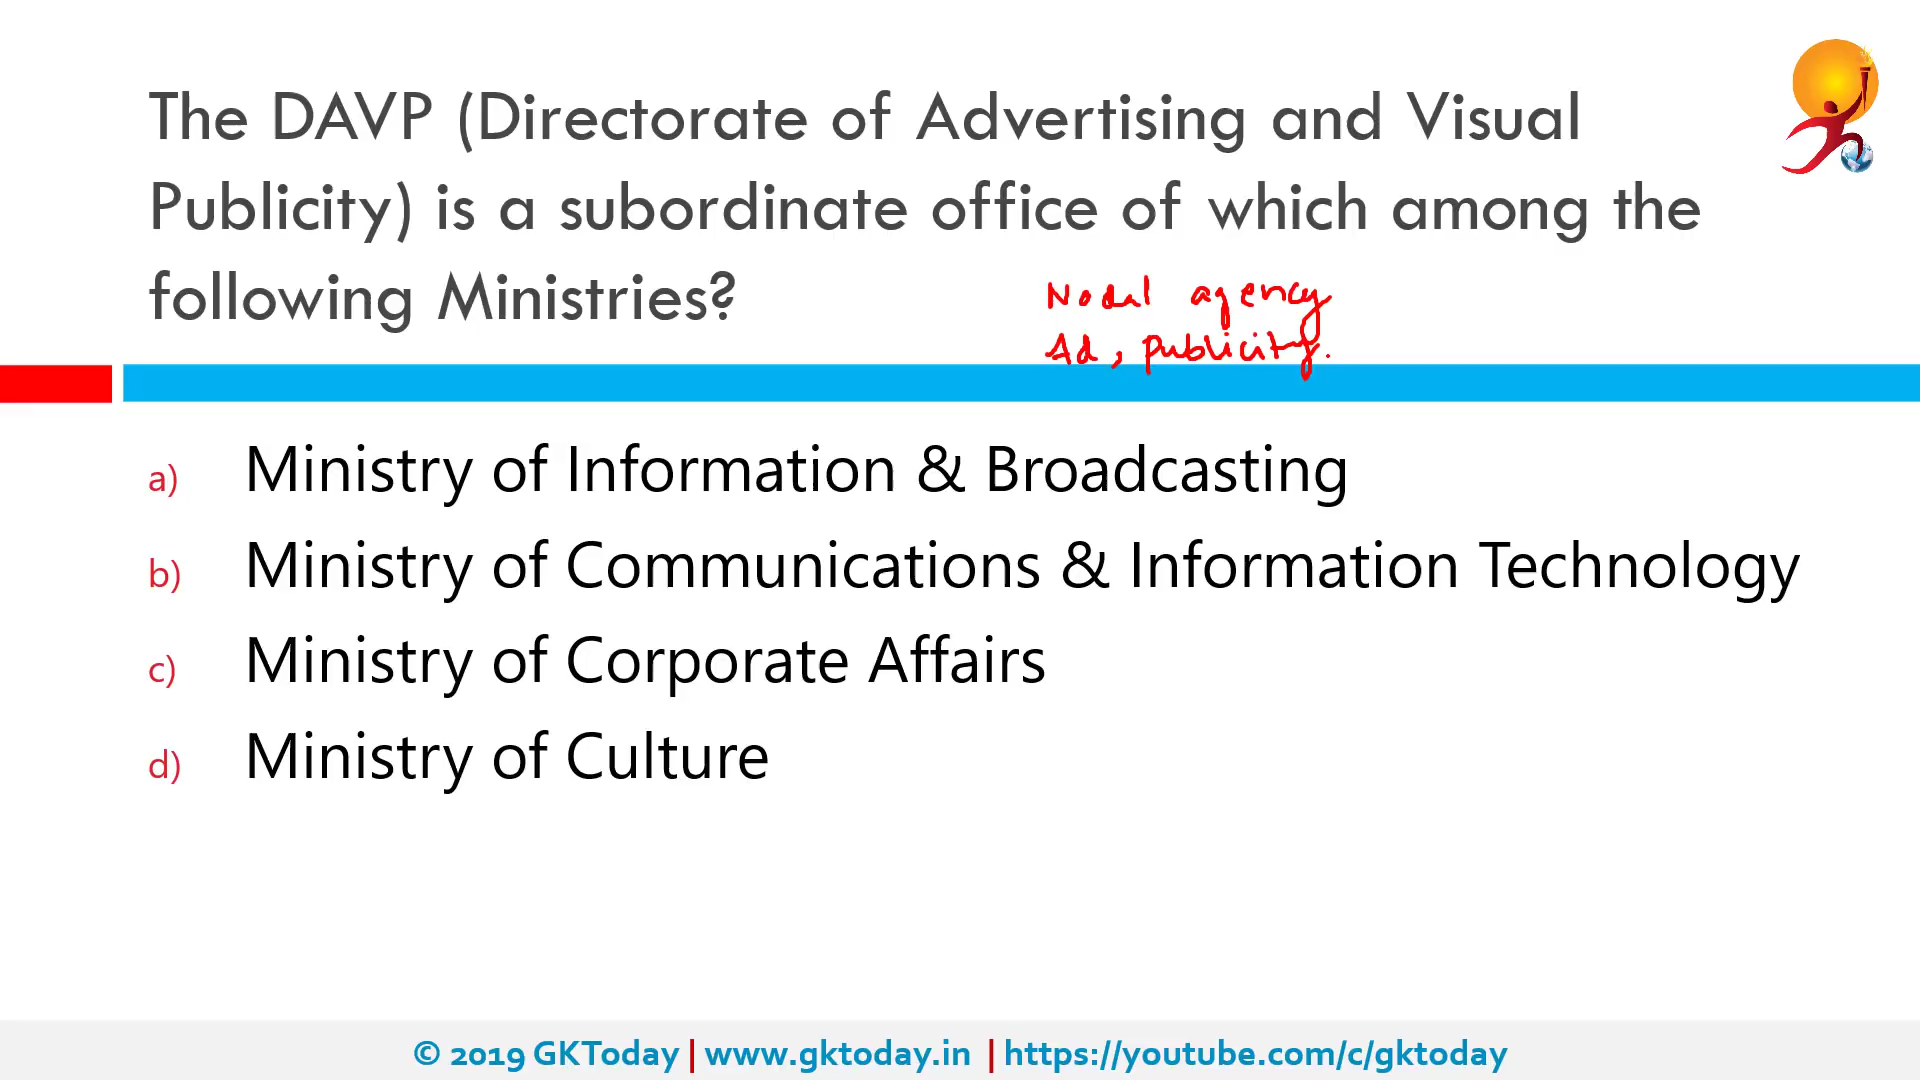 The DAVP (Directorate of Advertising and Visual
Publicity) is a subordinate office of which among the
following Ministries?
Nodal agency
Ad, publicity.
a) Ministry of Information & Broadcasting
b) Ministry of Communications & Information Technology
c) Ministry of Corporate Affairs
d) Ministry of Culture
© 2019 GKToday | www.gktoday.in | https://youtube.com/c/gktoday